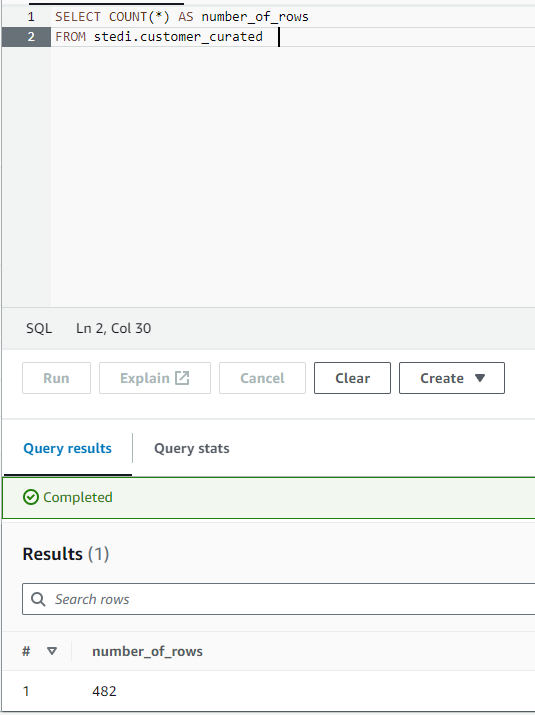 1 SELECT COUNT(*) AS number_of_rows
2 FROM stedi.customer_curated
SQL Ln 2, Col 30
Run Explain Cancel Clear Create
Query results Query stats
Completed
Results (1)
Search rows
# number_of_rows
1 482